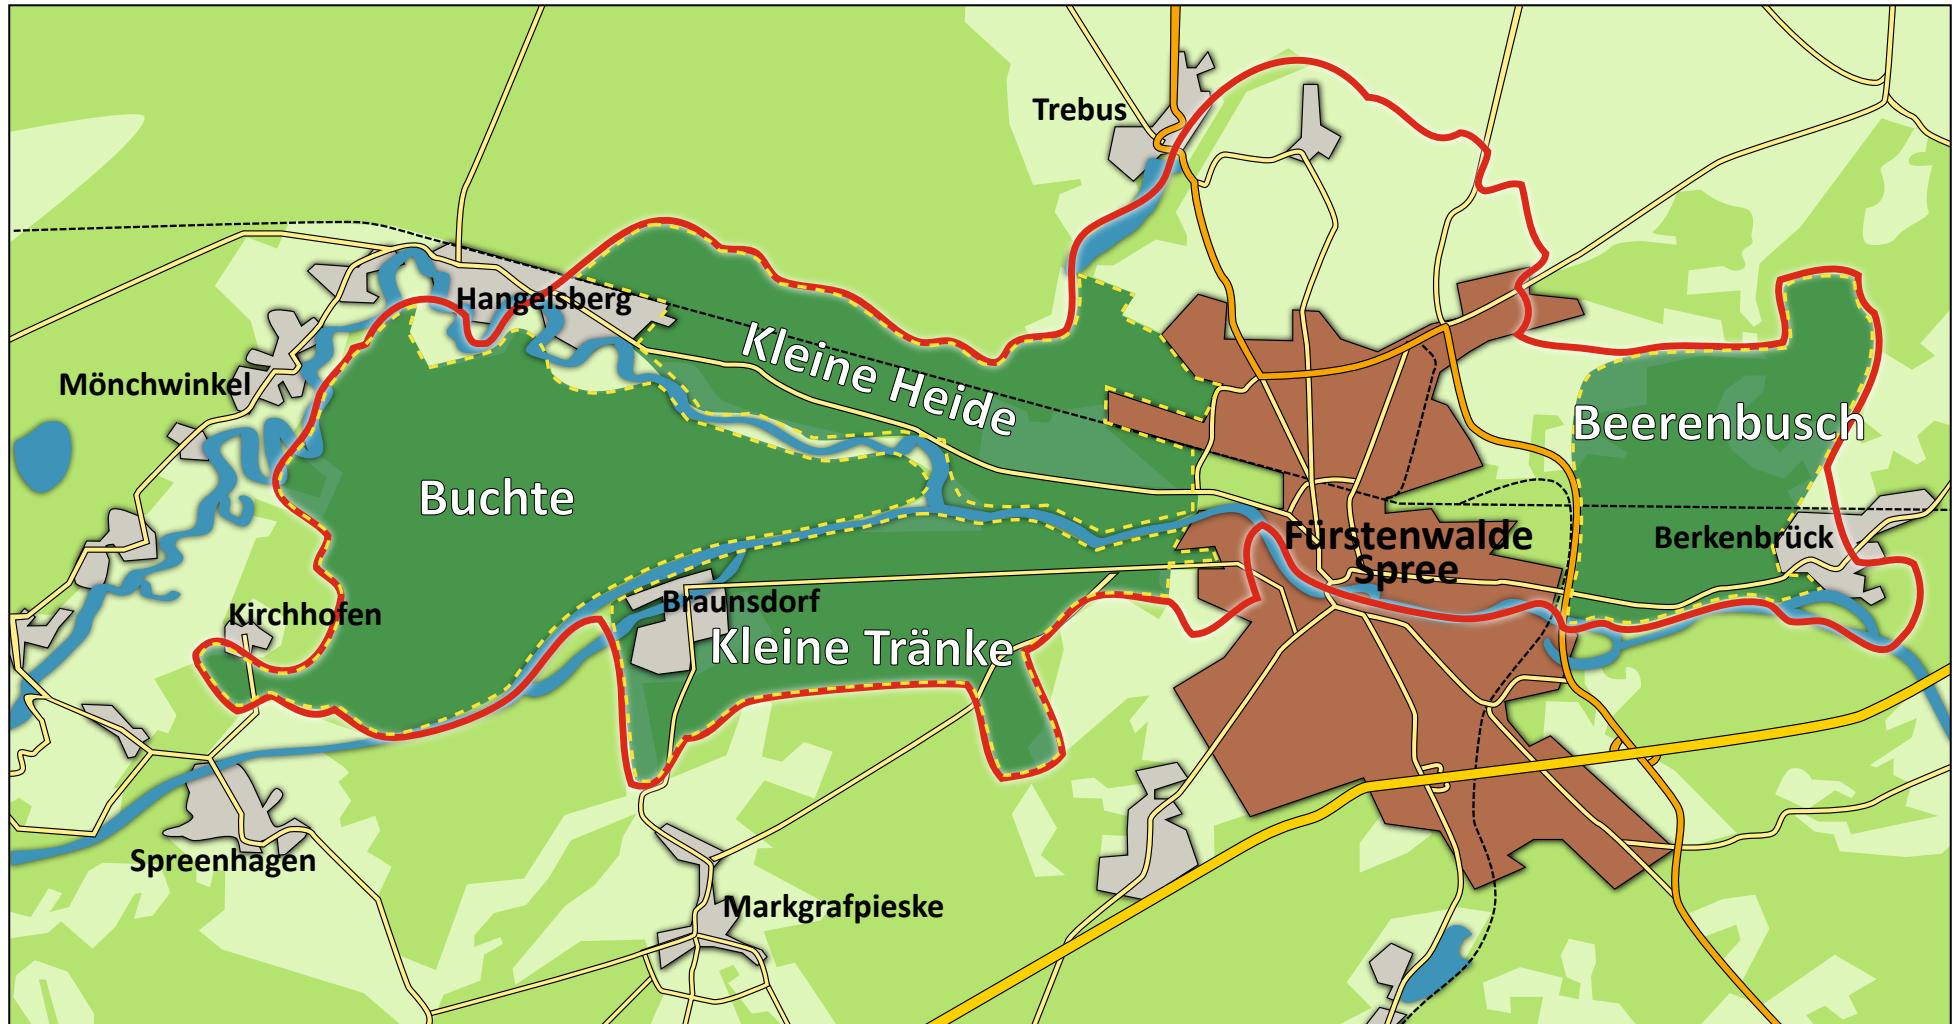 Trebus
Hangelsberg
Kleine Heide
Mönchwinkel
Beerenbusch
Buchte
Fürstenwalde
Spree
Berkenbrück
Braunsdorf
Kirchhofen
Kleine Tränke
Spreenhagen
Markgrafpieske